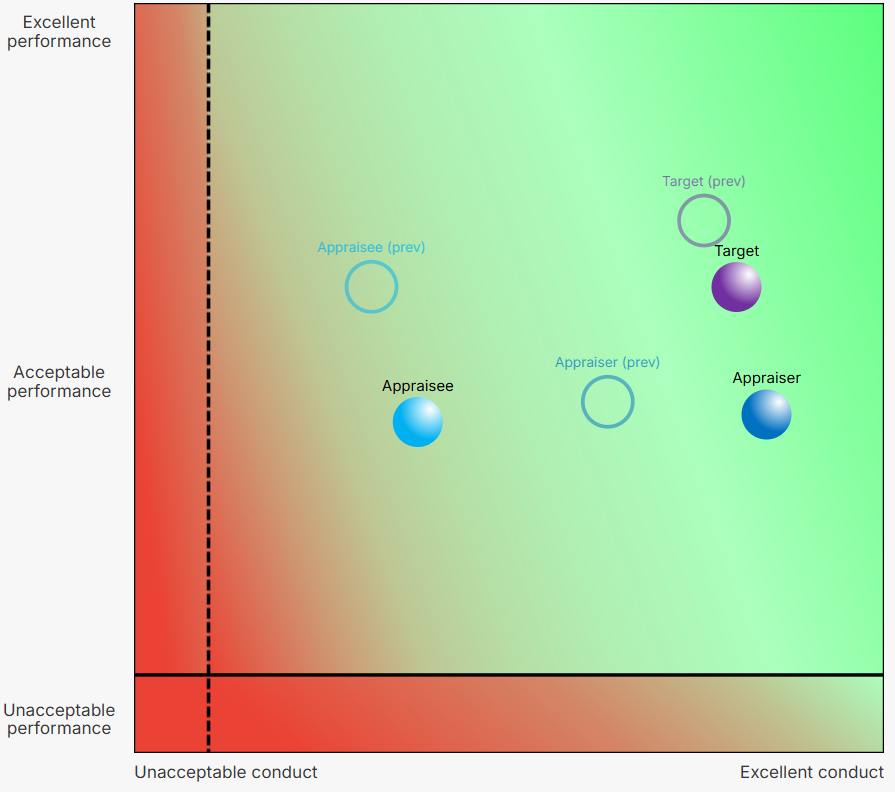 Excellent
performance
Target (prev)
Appraisee (prev)
Target
Appraiser (prev)
Acceptable
performance
Appraisee
Appraiser
Unacceptable
performance
Unacceptable conduct
Excellent conduct